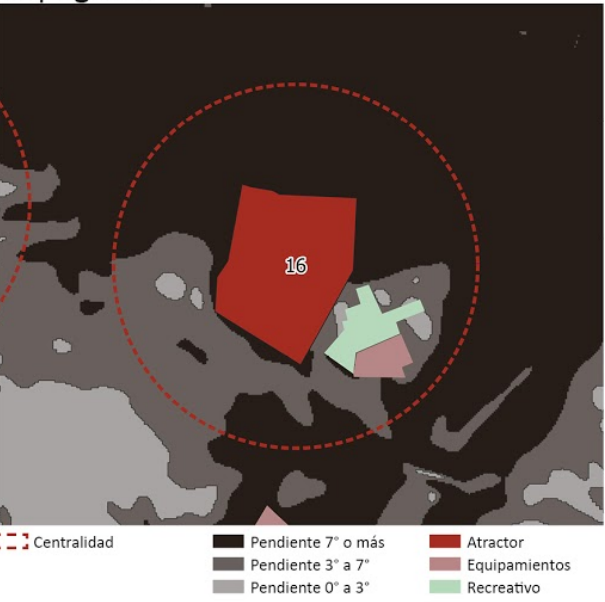 16
Centralidad
Pendiente 7° o más
Pendiente 3° a 7°
Pendiente 0° a 3°
Atractor
Equipamientos
Recreativo